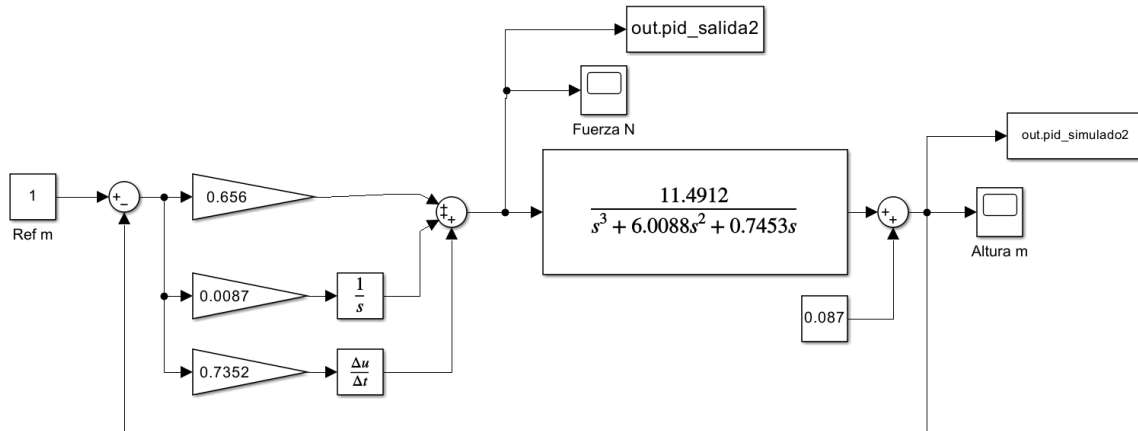 out.pid_salida2
Fuerza N
out.pid_simulado2
1
+
−
Ref m
0.656
+
+
+
11.4912
s³ + 6.0088s² + 0.7453s
+
+
Altura m
0.0087
1
s
0.087
0.7352
Δu
Δt